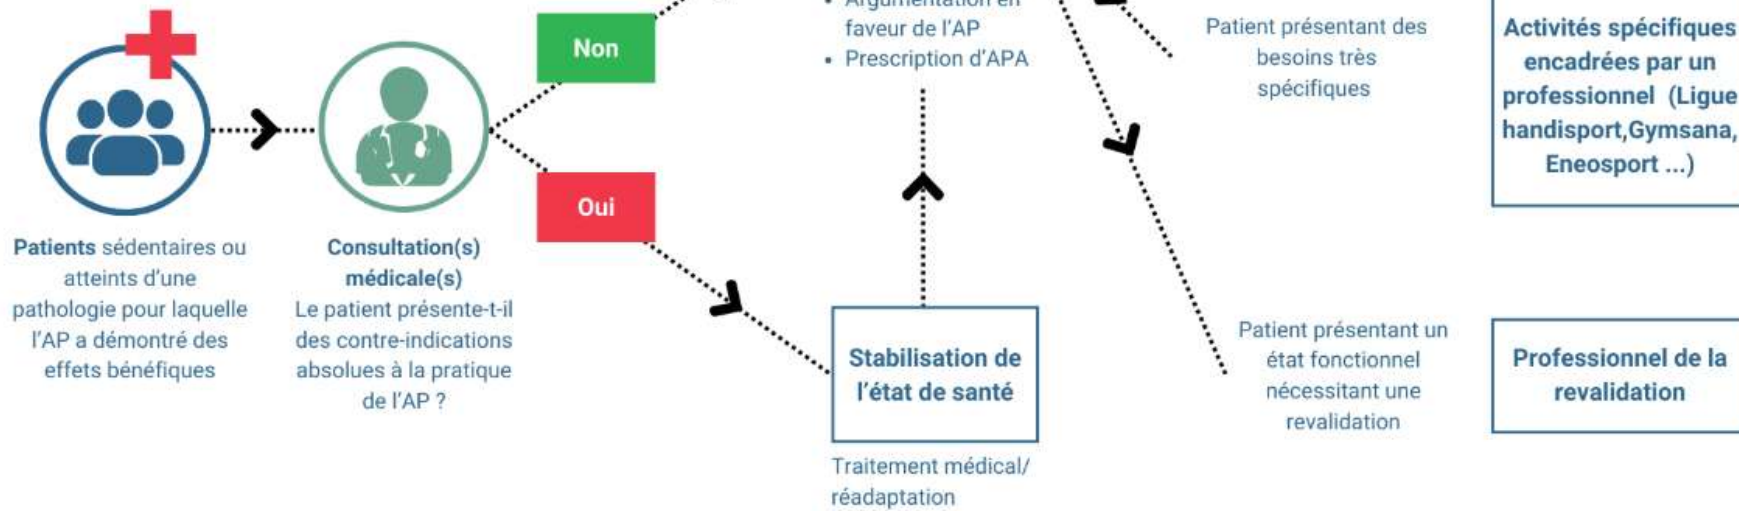 Patients sédentaires ou
atteints d'une
pathologie pour laquelle
l'AP a démontré des
effets bénéfiques
Consultation(s)
médicale(s)
Le patient présente-t-il
des contre-indications
absolues à la pratique
de l'AP ?
Non
Oui
• Argumentation en
faveur de l'AP
• Prescription d'APA
Stabilisation de
l'état de santé
Traitement médical/
réadaptation
Patient présentant des
besoins très
spécifiques
Activités spécifiques
encadrées par un
professionnel (Ligue
handisport,Gymsana,
Eneosport ...)
Patient présentant un
état fonctionnel
nécessitant une
revalidation
Professionnel de la
revalidation